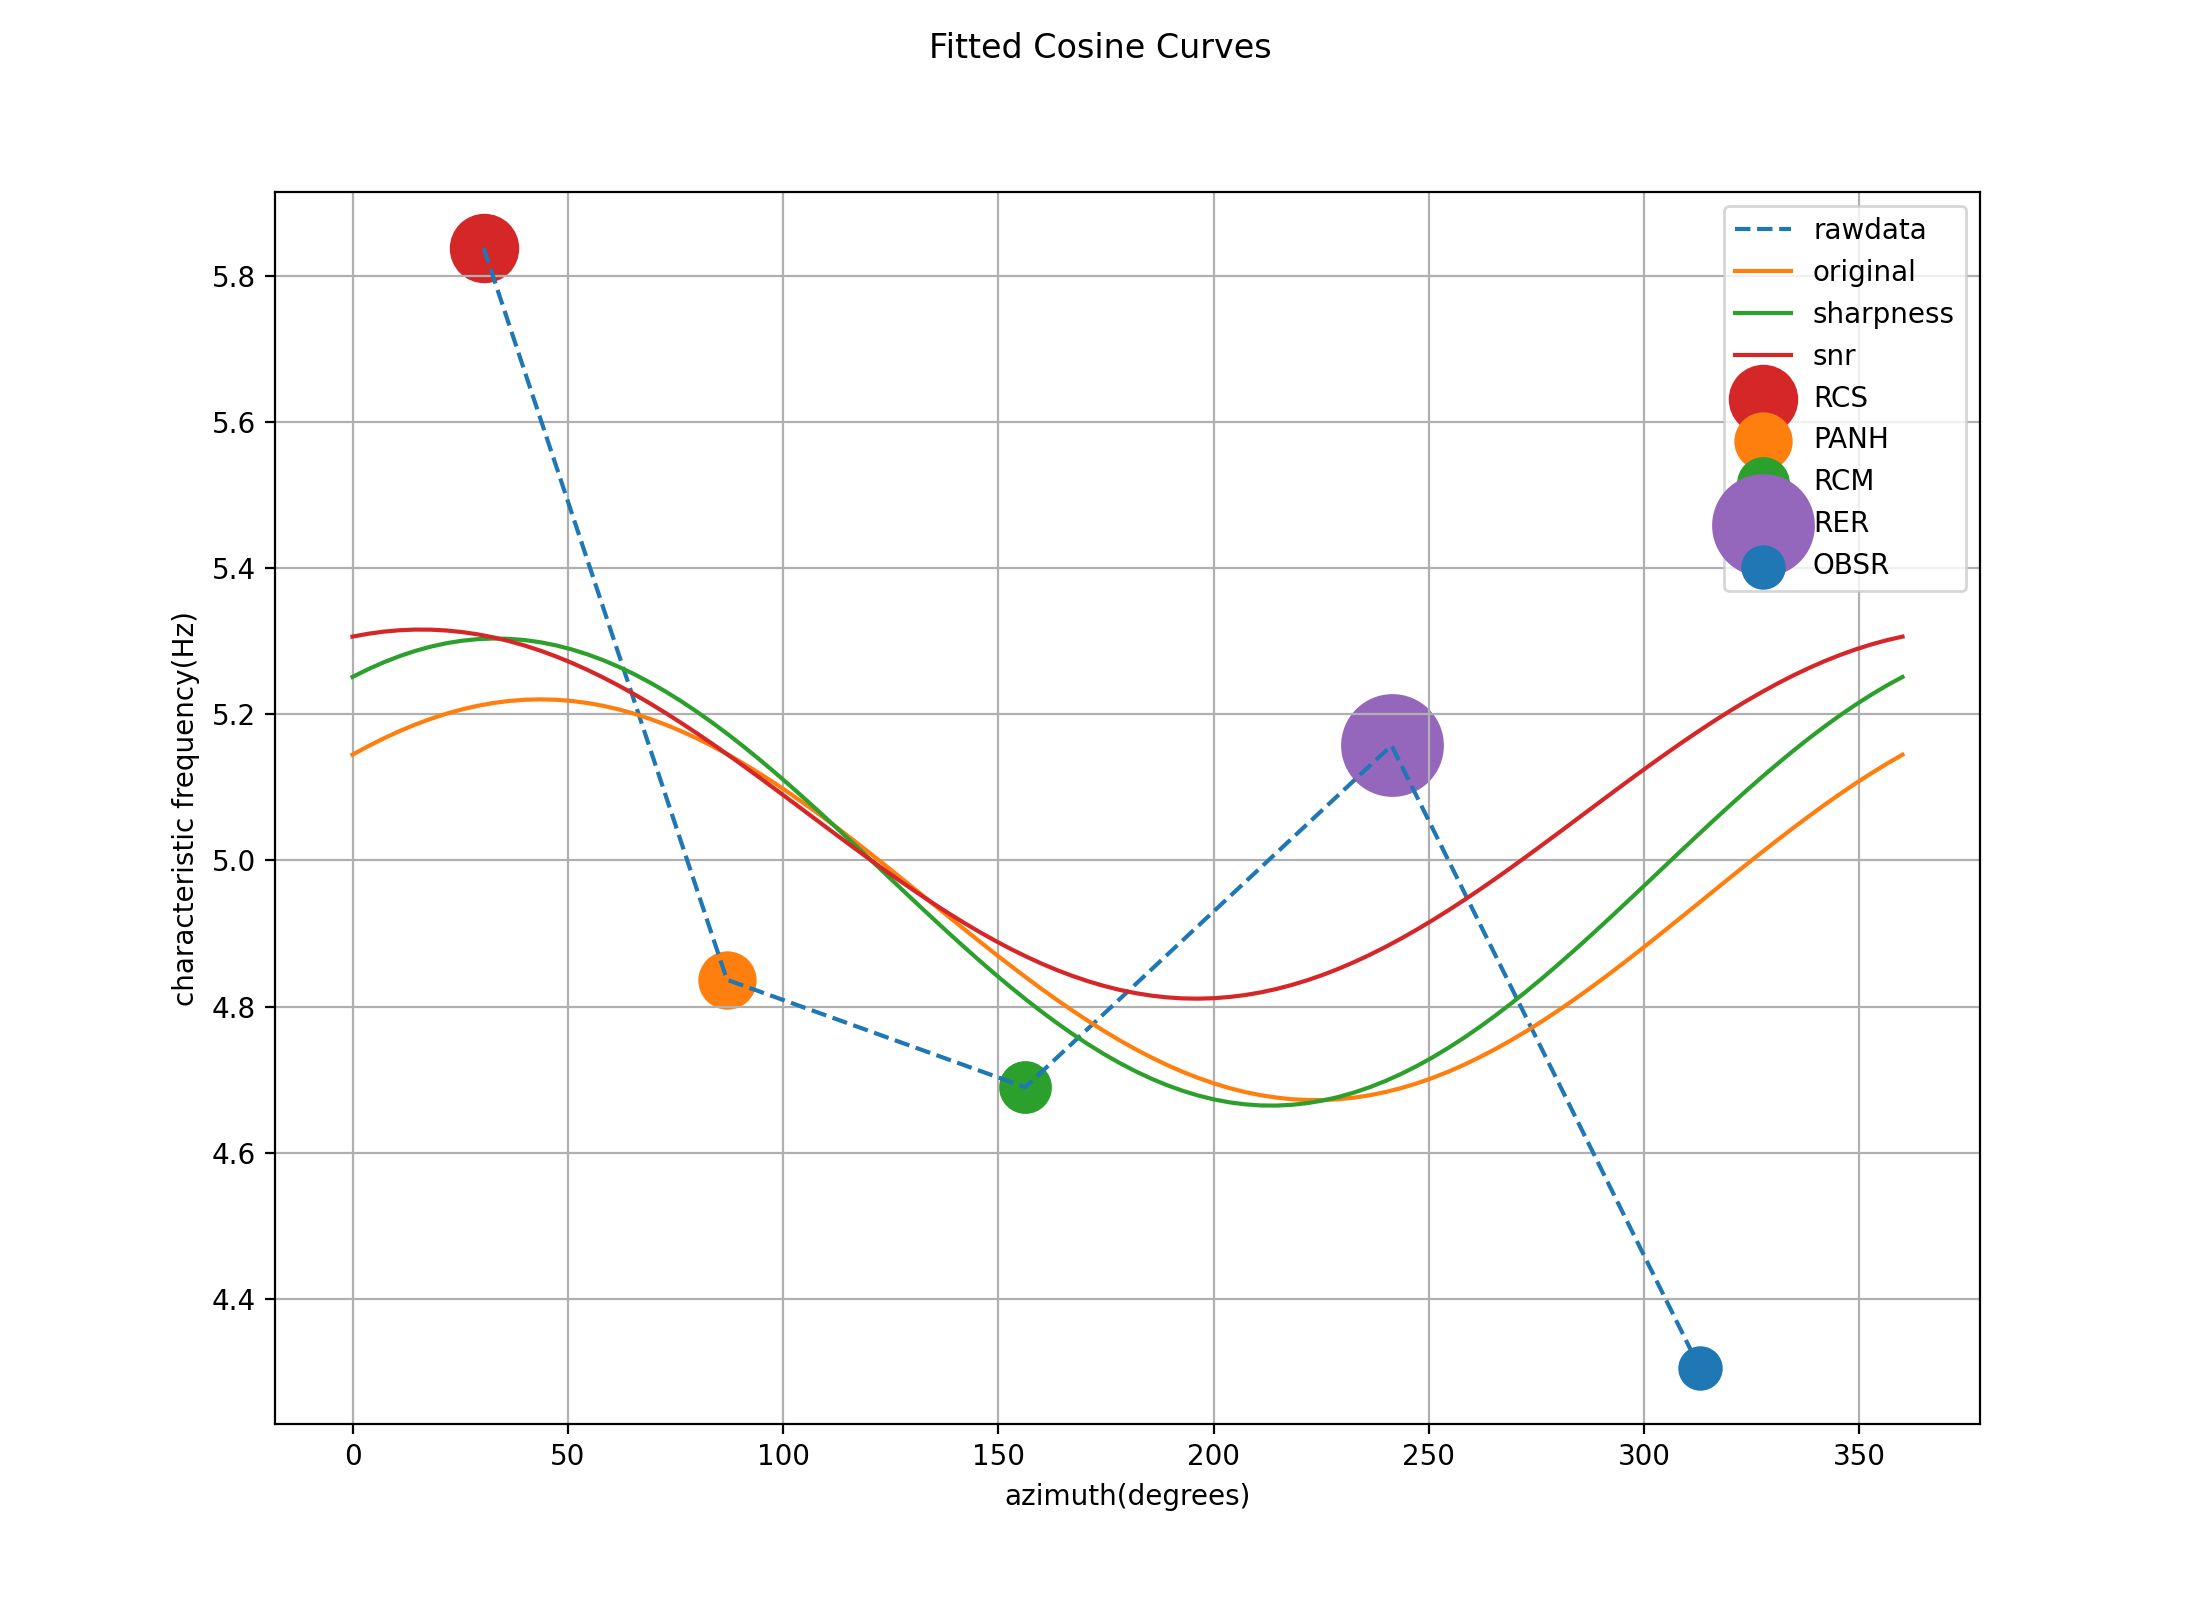 Fitted Cosine Curves
rawdata
original
sharpness
snr
RCS
PANH
RCM
RER
OBSR
characteristic frequency(Hz)
5.8
5.6
5.4
5.2
5.0
4.8
4.6
4.4
0 50 100 150 200 250 300 350
azimuth(degrees)